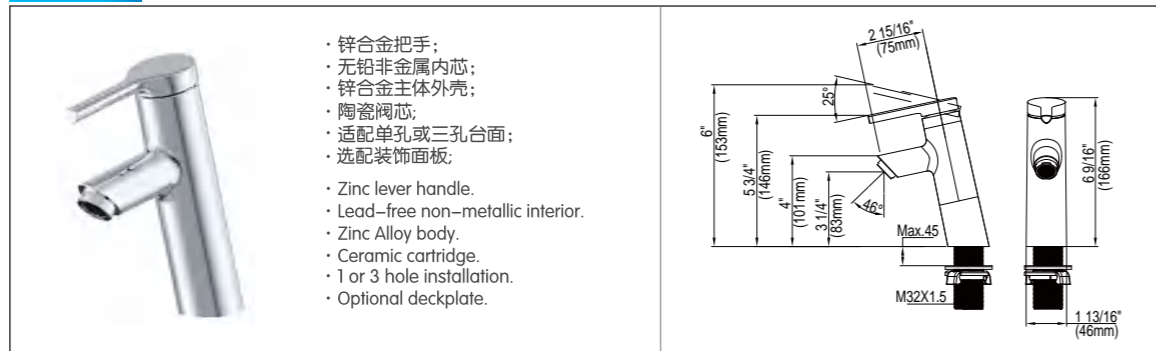 · 锌合金把手；
· 无铅非金属内芯；
· 锌合金主体外壳；
· 陶瓷阀芯;
· 适配单孔或三孔台面；
· 选配装饰面板;
· Zinc lever handle.
· Lead–free non–metallic interior.
· Zinc Alloy body.
· Ceramic cartridge.
· 1 or 3 hole installation.
· Optional deckplate.
2 15/16"
(75mm)
25°
6"
(153mm)
5 3/4"
(146mm)
4"
(101mm)
3 1/4"
(83mm)
46°
Max.45
M32X1.5
6 9/16"
(166mm)
1 13/16"
(46mm)